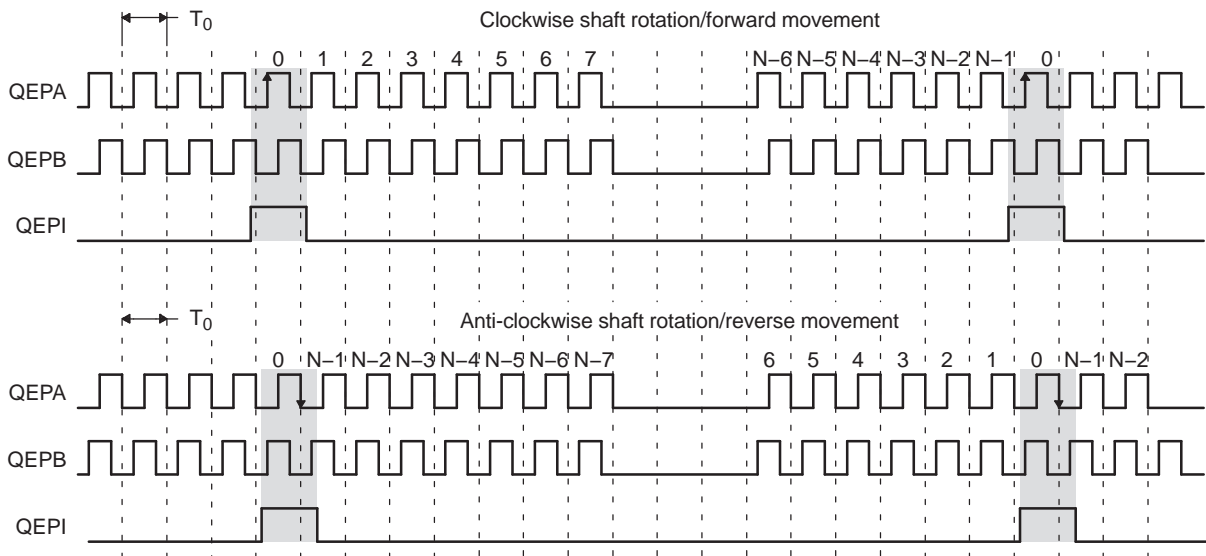 T0 Clockwise shaft rotation/forward movement
0 1 2 3 4 5 6 7 N–6 N–5 N–4 N–3 N–2 N–1 0
QEPA
QEPB
QEPI
T0 Anti-clockwise shaft rotation/reverse movement
0 N–1 N–2 N–3 N–4 N–5 N–6 N–7 6 5 4 3 2 1 0 N–1 N–2
QEPA
QEPB
QEPI